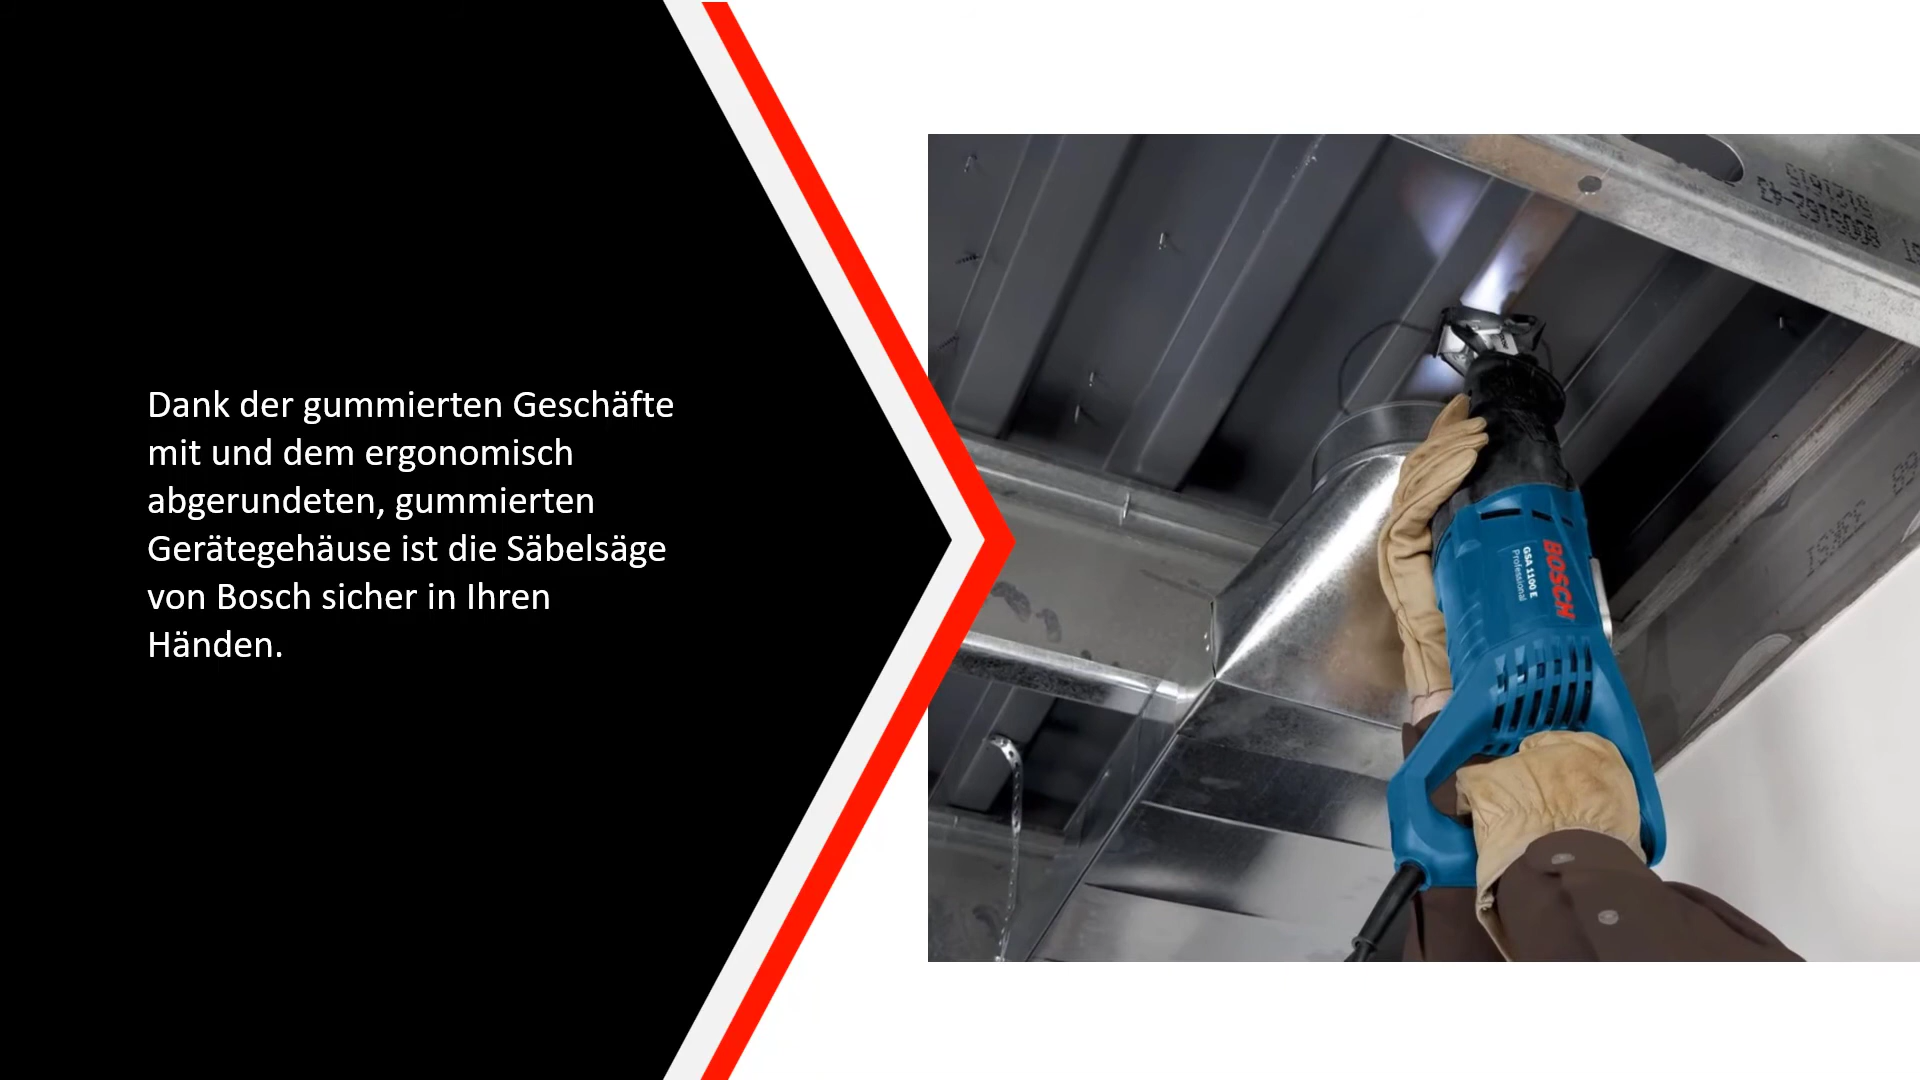 Dank der gummierten Geschäfte
mit und dem ergonomisch
abgerundeten, gummierten
Gerätegehäuse ist die Säbelsäge
von Bosch sicher in Ihren
Händen.
BOSCH
GSA 1100 E
Professional